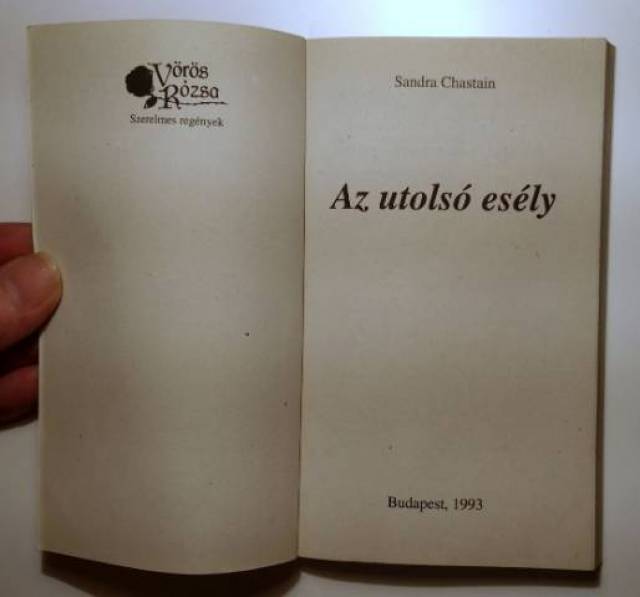 Vörös
Rózsa
Szerelmes regények
Sandra Chastain
Az utolsó esély
Budapest, 1993